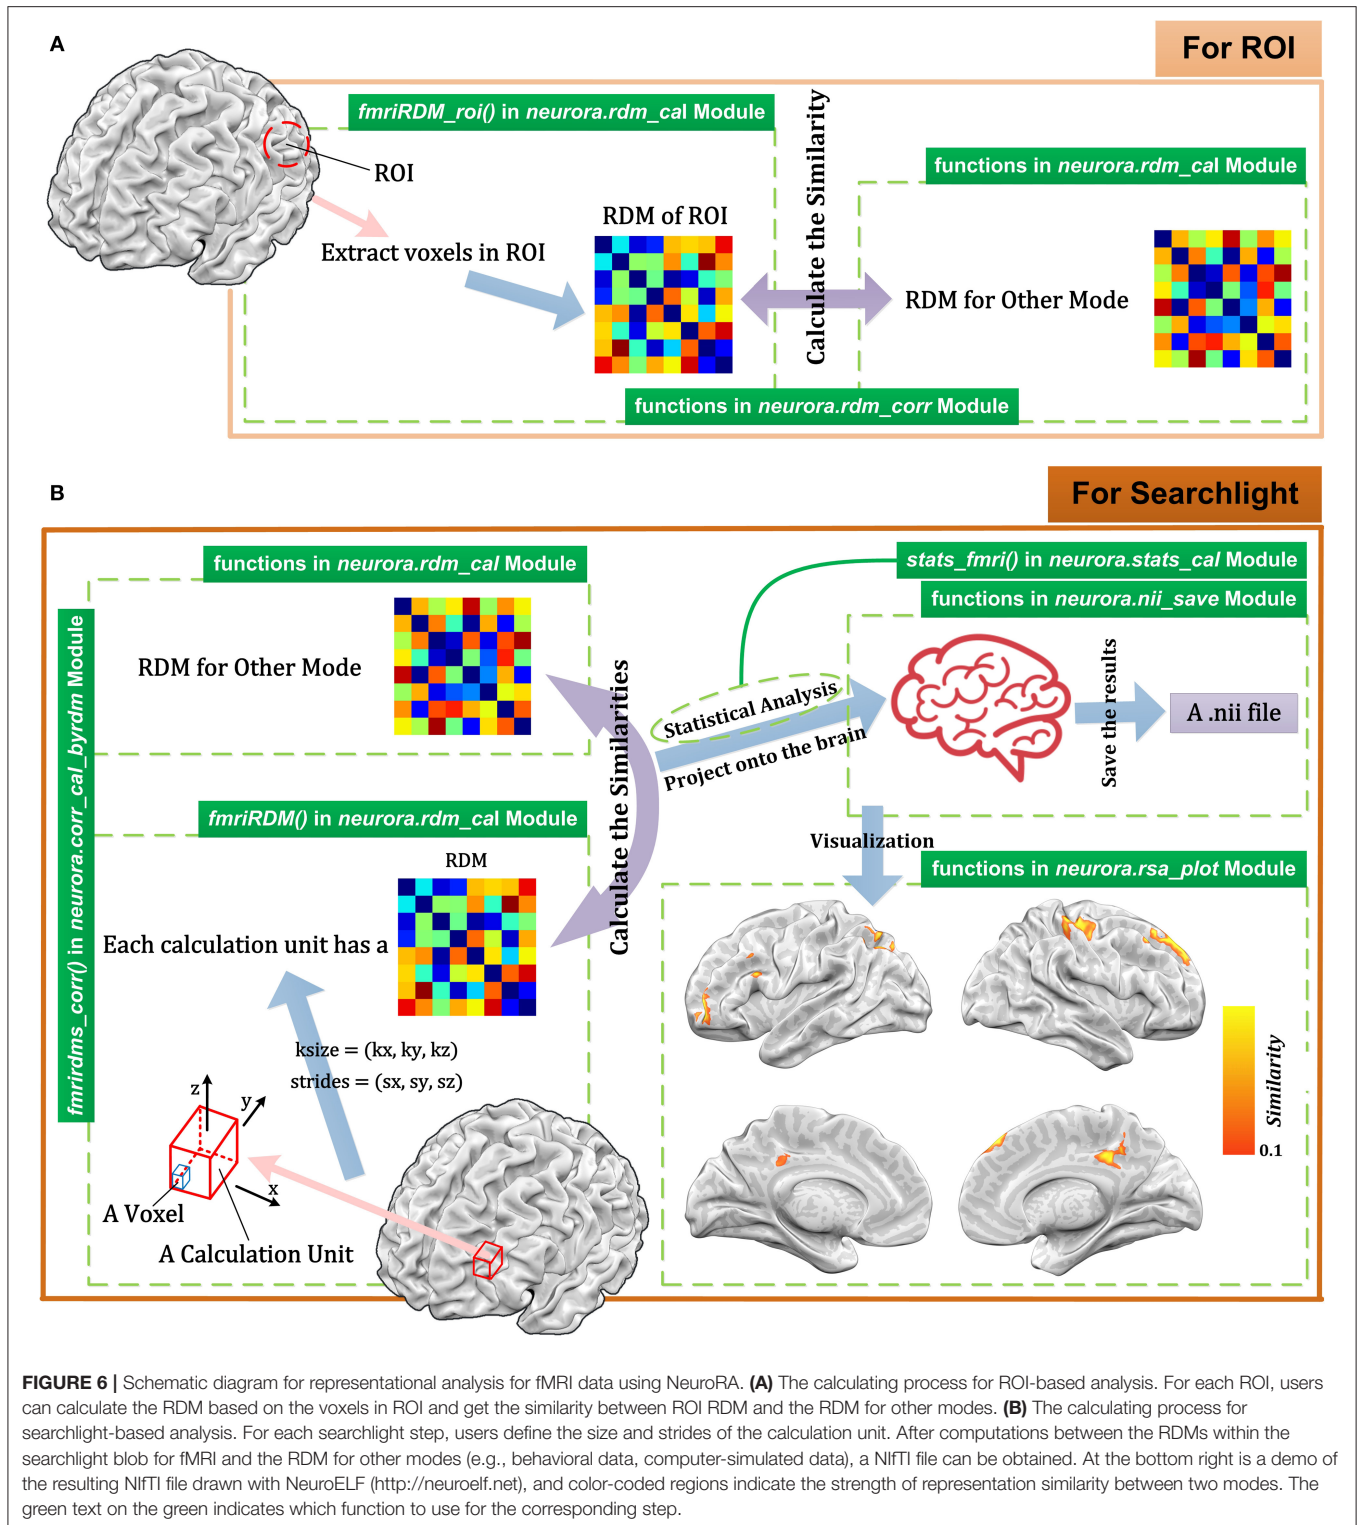 A
For ROI
fmriRDM_roi() in neurora.rdm_cal Module
Calculate the Similarity
functions in neurora.rdm_cal Module
ROI
RDM of ROI
Extract voxels in ROI
RDM for Other Mode
functions in neurora.rdm_corr Module
B
For Searchlight
functions in neurora.rdm_cal Module
stats_fmri() in neurora.stats_cal Module
functions in neurora.nii_save Module
fmrirdms_corr() in neurora.corr_cal_byrdm Module
RDM for Other Mode
Calculate the Similarities
Statistical Analysis
Project onto the brain
Save the results
A .nii file
fmriRDM() in neurora.rdm_cal Module
Visualization
functions in neurora.rsa_plot Module
RDM
Each calculation unit has a
ksize = (kx, ky, kz)
strides = (sx, sy, sz)
z
y
x
A Voxel
A Calculation Unit
Similarity
0.1
FIGURE 6 | Schematic diagram for representational analysis for fMRI data using NeuroRA. (A) The calculating process for ROI-based analysis. For each ROI, users
can calculate the RDM based on the voxels in ROI and get the similarity between ROI RDM and the RDM for other modes. (B) The calculating process for
searchlight-based analysis. For each searchlight step, users define the size and strides of the calculation unit. After computations between the RDMs within the
searchlight blob for fMRI and the RDM for other modes (e.g., behavioral data, computer-simulated data), a NIfTI file can be obtained. At the bottom right is a demo of
the resulting NIfTI file drawn with NeuroELF (http://neuroelf.net), and color-coded regions indicate the strength of representation similarity between two modes. The
green text on the green indicates which function to use for the corresponding step.